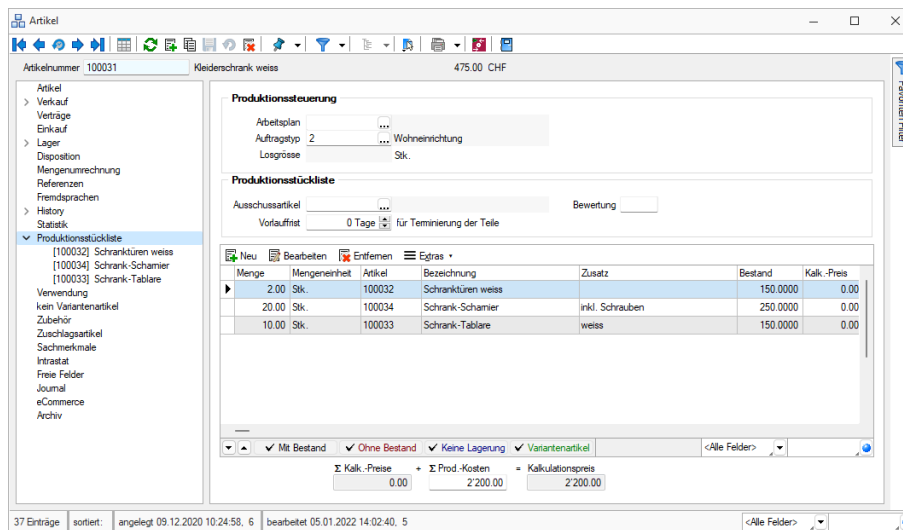 Artikel
Artikelnummer 100031 Kleiderschrank weiss 475.00 CHF
Artikel
Verkauf
Verträge
Einkauf
Lager
Disposition
Mengenumrechnung
Referenzen
Fremdsprachen
History
Statistik
Produktionsstückliste
[100032] Schranktüren weiss
[100034] Schrank-Scharnier
[100033] Schrank-Tablare
Verwendung
kein Variantenartikel
Zubehör
Zuschlagsartikel
Sachmerkmale
Intrastat
Freie Felder
Journal
eCommerce
Archiv
Produktionssteuerung
Arbeitsplan ...
Auftragstyp 2 ... Wohneinrichtung
Losgrösse Stk.
Produktionsstückliste
Ausschussartikel ... Bewertung
Vorlauffrist 0 Tage für Terminierung der Teile
Neu Bearbeiten Entfernen Extras
Menge Mengeneinheit Artikel Bezeichnung Zusatz Bestand Kalk.-Preis
2.00 Stk. 100032 Schranktüren weiss 150.0000 0.00
20.00 Stk. 100034 Schrank-Scharnier inkl. Schrauben 250.0000 0.00
10.00 Stk. 100033 Schrank-Tablare weiss 150.0000 0.00
Mit Bestand Ohne Bestand Keine Lagerung Variantenartikel <Alle Felder>
Σ Kalk.-Preise + Σ Prod.-Kosten = Kalkulationspreis
0.00 2'200.00 2'200.00
Favoriten Filter
37 Einträge sortiert: angelegt 09.12.2020 10:24:58, 6 bearbeitet 05.01.2022 14:02:40, 5 <Alle Felder>